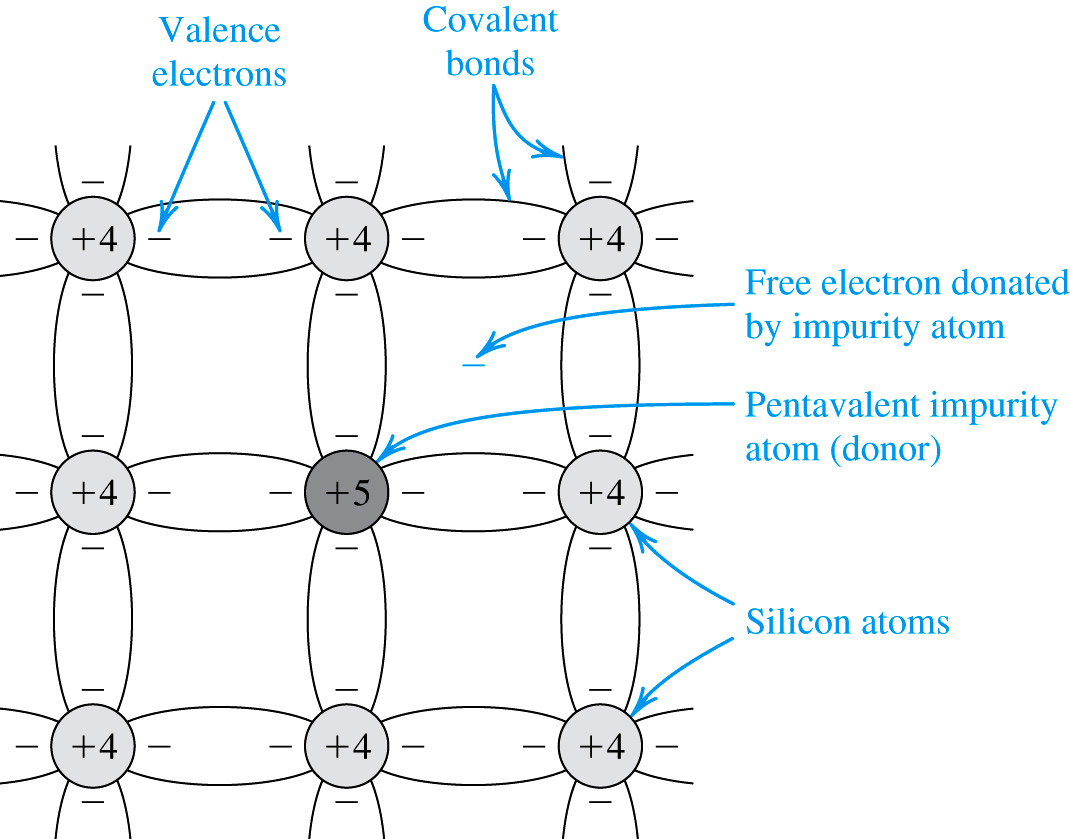 Valence
electrons
Covalent
bonds
− − −
− +4 − − +4 − − +4 −
− − −
Free electron donated
by impurity atom
−
Pentavalent impurity
atom (donor)
− − −
− +4 − − +5 − − +4 −
− − −
Silicon atoms
− − −
− +4 − − +4 − − +4 −
− − −